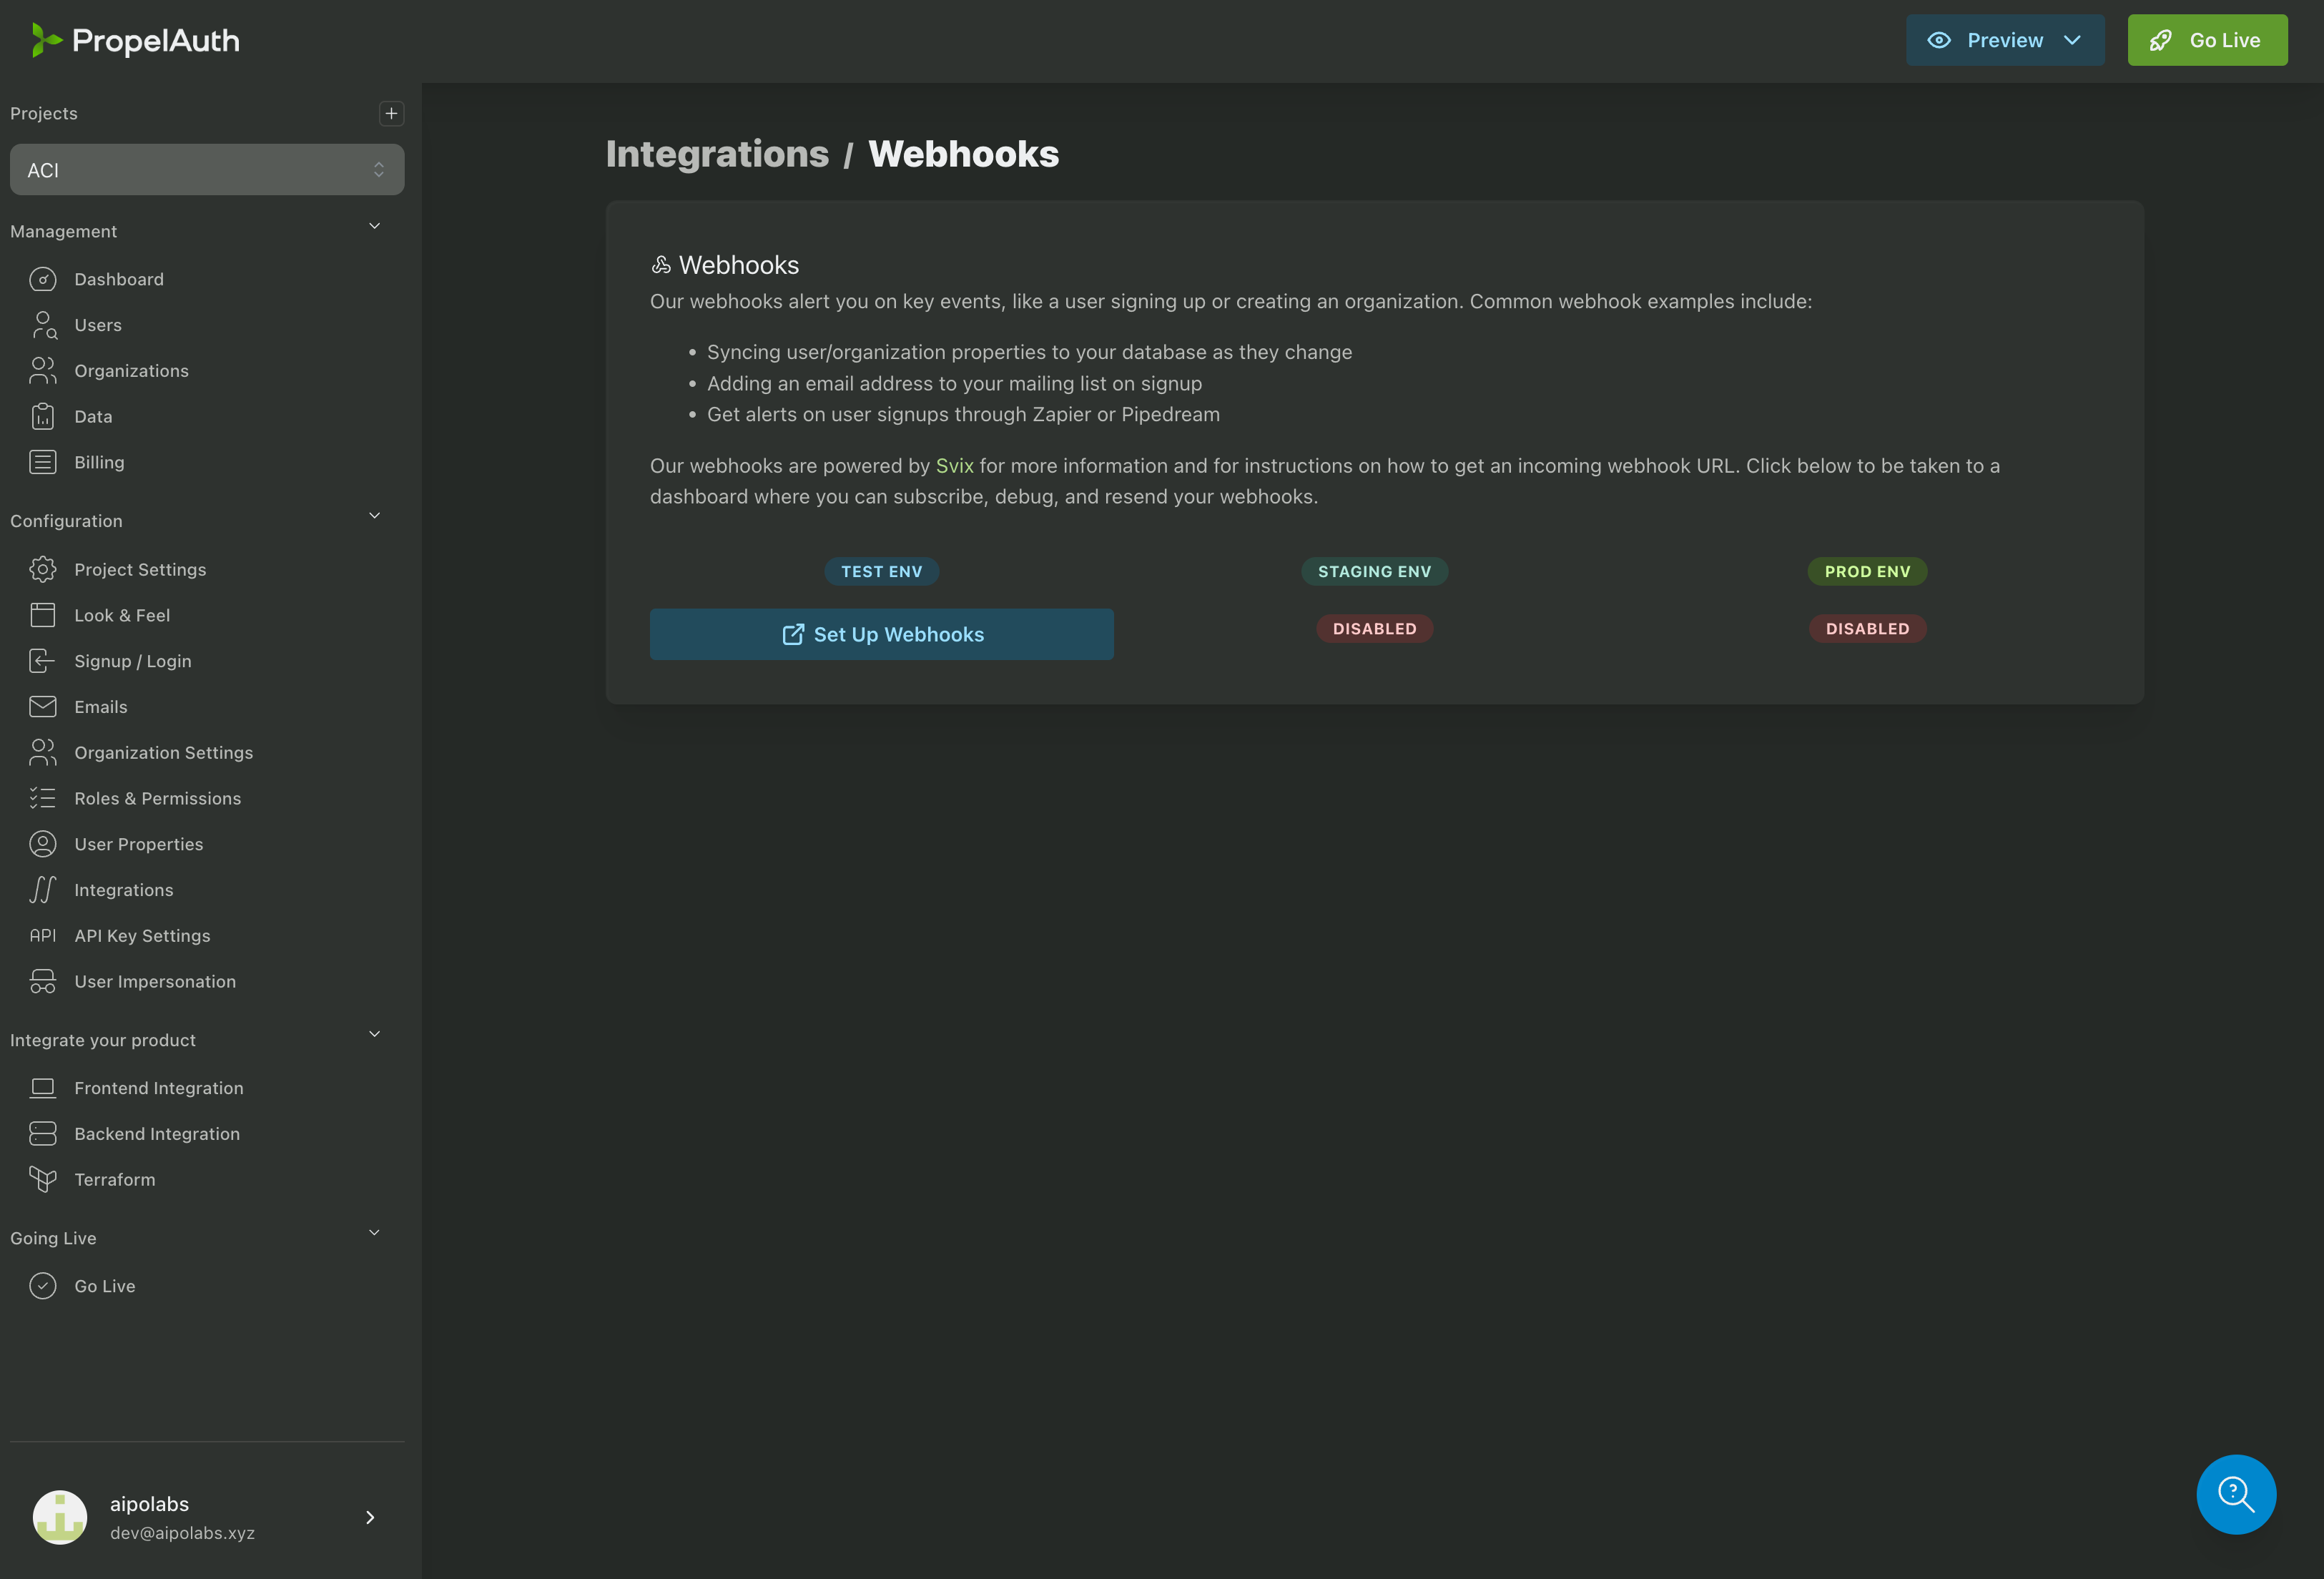 PropelAuth
Preview
Go Live
Projects
ACI
Management
Dashboard
Users
Organizations
Data
Billing
Configuration
Project Settings
Look & Feel
Signup / Login
Emails
Organization Settings
Roles & Permissions
User Properties
Integrations
API
API Key Settings
User Impersonation
Integrate your product
Frontend Integration
Backend Integration
Terraform
Going Live
Go Live
aipolabs
dev@aipolabs.xyz
Integrations / Webhooks
Webhooks
Our webhooks alert you on key events, like a user signing up or creating an organization. Common webhook examples include:
• Syncing user/organization properties to your database as they change
• Adding an email address to your mailing list on signup
• Get alerts on user signups through Zapier or Pipedream
Our webhooks are powered by Svix for more information and for instructions on how to get an incoming webhook URL. Click below to be taken to a
dashboard where you can subscribe, debug, and resend your webhooks.
TEST ENV
Set Up Webhooks
STAGING ENV
DISABLED
PROD ENV
DISABLED